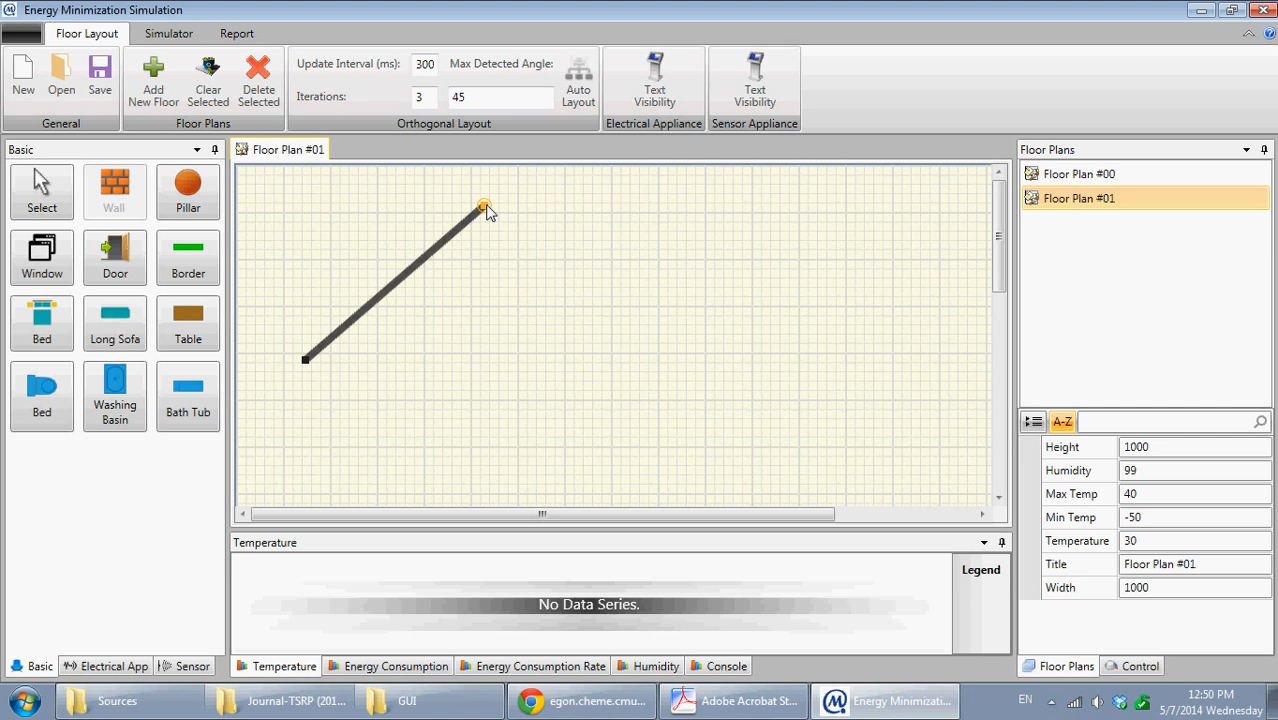 Energy Minimization Simulation
Floor Layout Simulator Report
New Open Save
General
Add New Floor Clear Selected Delete Selected
Floor Plans
Update Interval (ms): 300 Max Detected Angle:
Iterations: 3 45
Auto Layout
Orthogonal Layout
Text Visibility
Electrical Appliance
Text Visibility
Sensor Appliance
Basic
Select Wall Pillar
Window Door Border
Bed Long Sofa Table
Bed Washing Basin Bath Tub
Basic Electrical App Sensor
Floor Plan #01
Temperature
No Data Series.
Legend
Temperature Energy Consumption Energy Consumption Rate Humidity Console
Floor Plans
Floor Plan #00
Floor Plan #01
A-Z
Height 1000
Humidity 99
Max Temp 40
Min Temp -50
Temperature 30
Title Floor Plan #01
Width 1000
Floor Plans Control
Sources Journal-TSRP (201... GUI egon.cheme.cmu... Adobe Acrobat St... Energy Minimizati...
EN
12:50 PM
5/7/2014 Wednesday